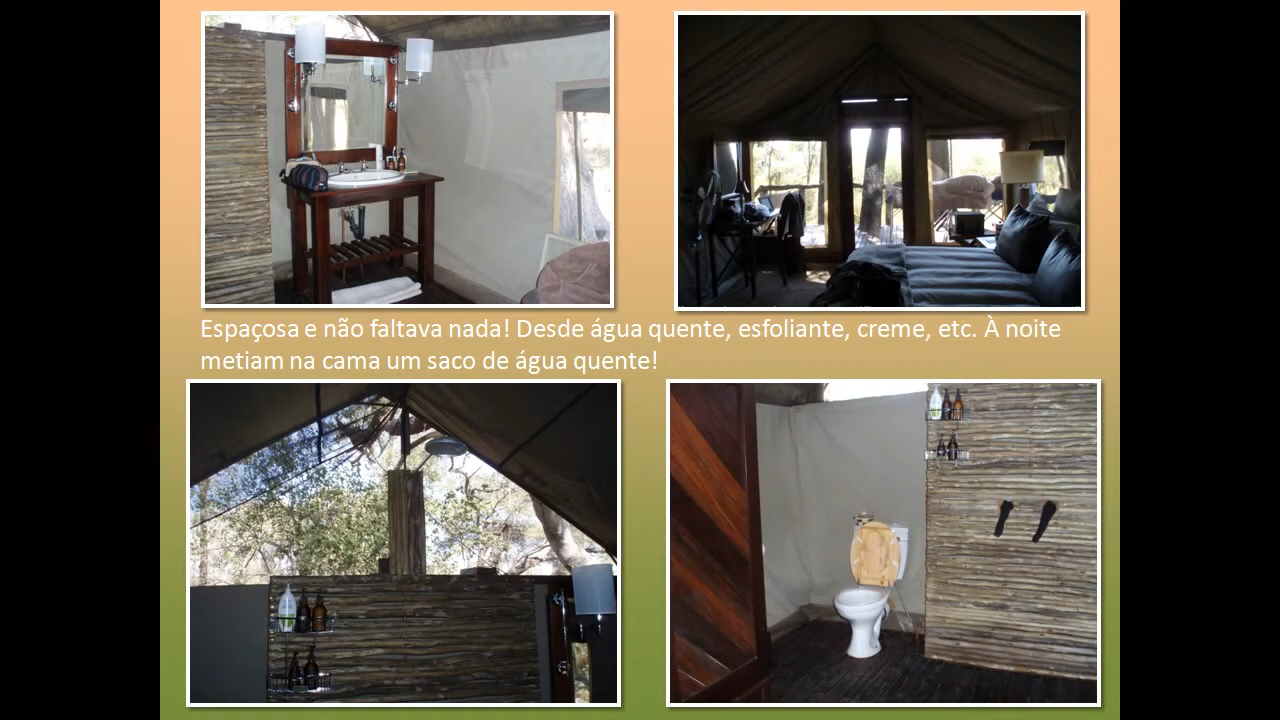 Espaçosa e não faltava nada! Desde água quente, esfoliante, creme, etc. À noite
metiam na cama um saco de água quente!